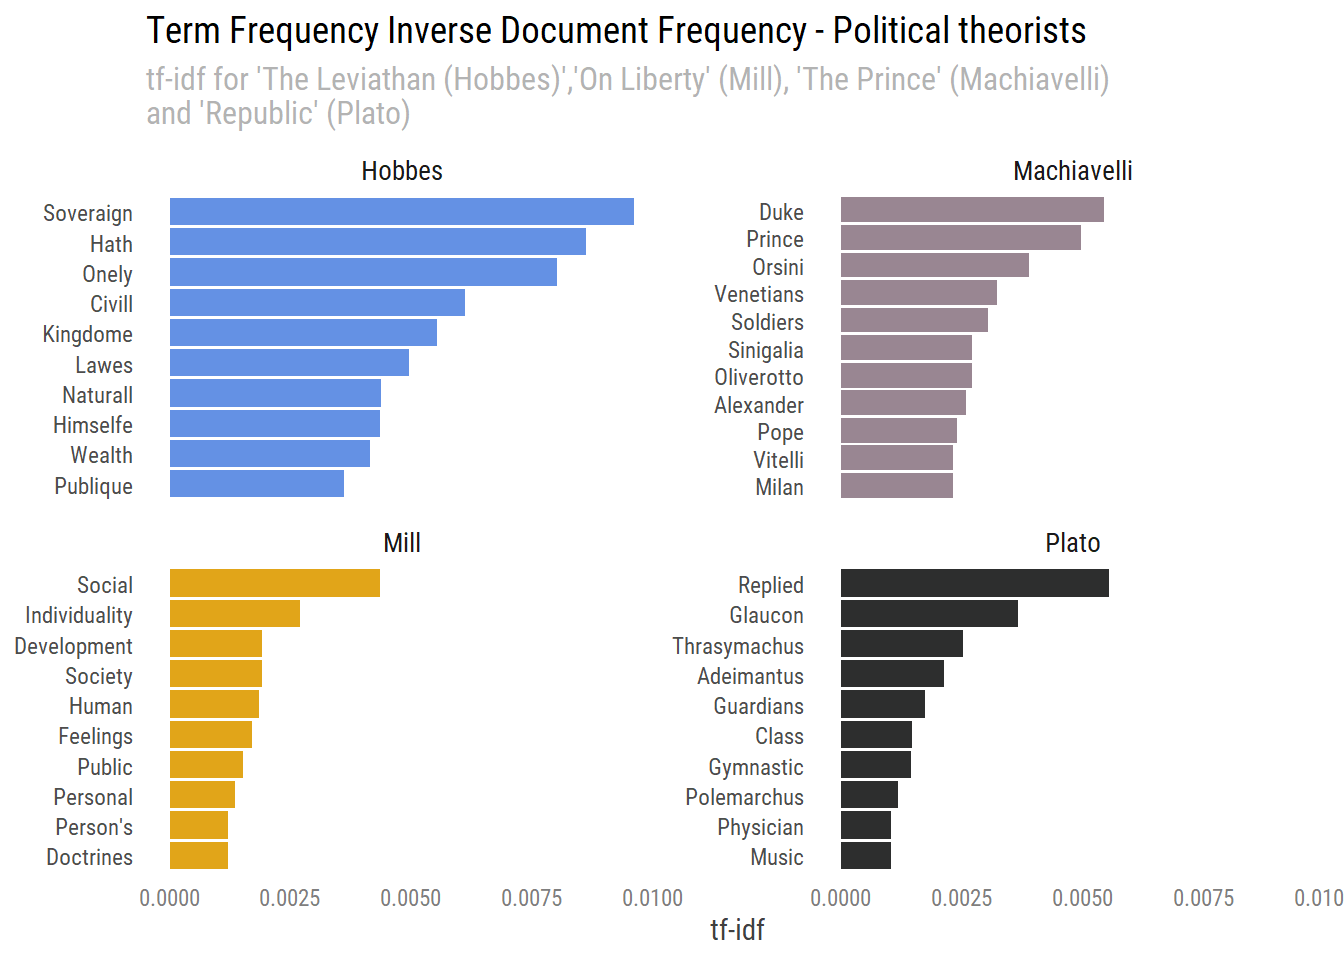 Term Frequency Inverse Document Frequency - Political theorists
tf-idf for 'The Leviathan (Hobbes)','On Liberty' (Mill), 'The Prince' (Machiavelli)
and 'Republic' (Plato)
Hobbes
Soveraign
Hath
Onely
Civill
Kingdome
Lawes
Naturall
Himselfe
Wealth
Publique
Machiavelli
Duke
Prince
Orsini
Venetians
Soldiers
Sinigalia
Oliverotto
Alexander
Pope
Vitelli
Milan
Mill
Social
Individuality
Development
Society
Human
Feelings
Public
Personal
Person's
Doctrines
Plato
Replied
Glaucon
Thrasymachus
Adeimantus
Guardians
Class
Gymnastic
Polemarchus
Physician
Music
0.0000 0.0025 0.0050 0.0075 0.0100
0.0000 0.0025 0.0050 0.0075 0.010
tf-idf